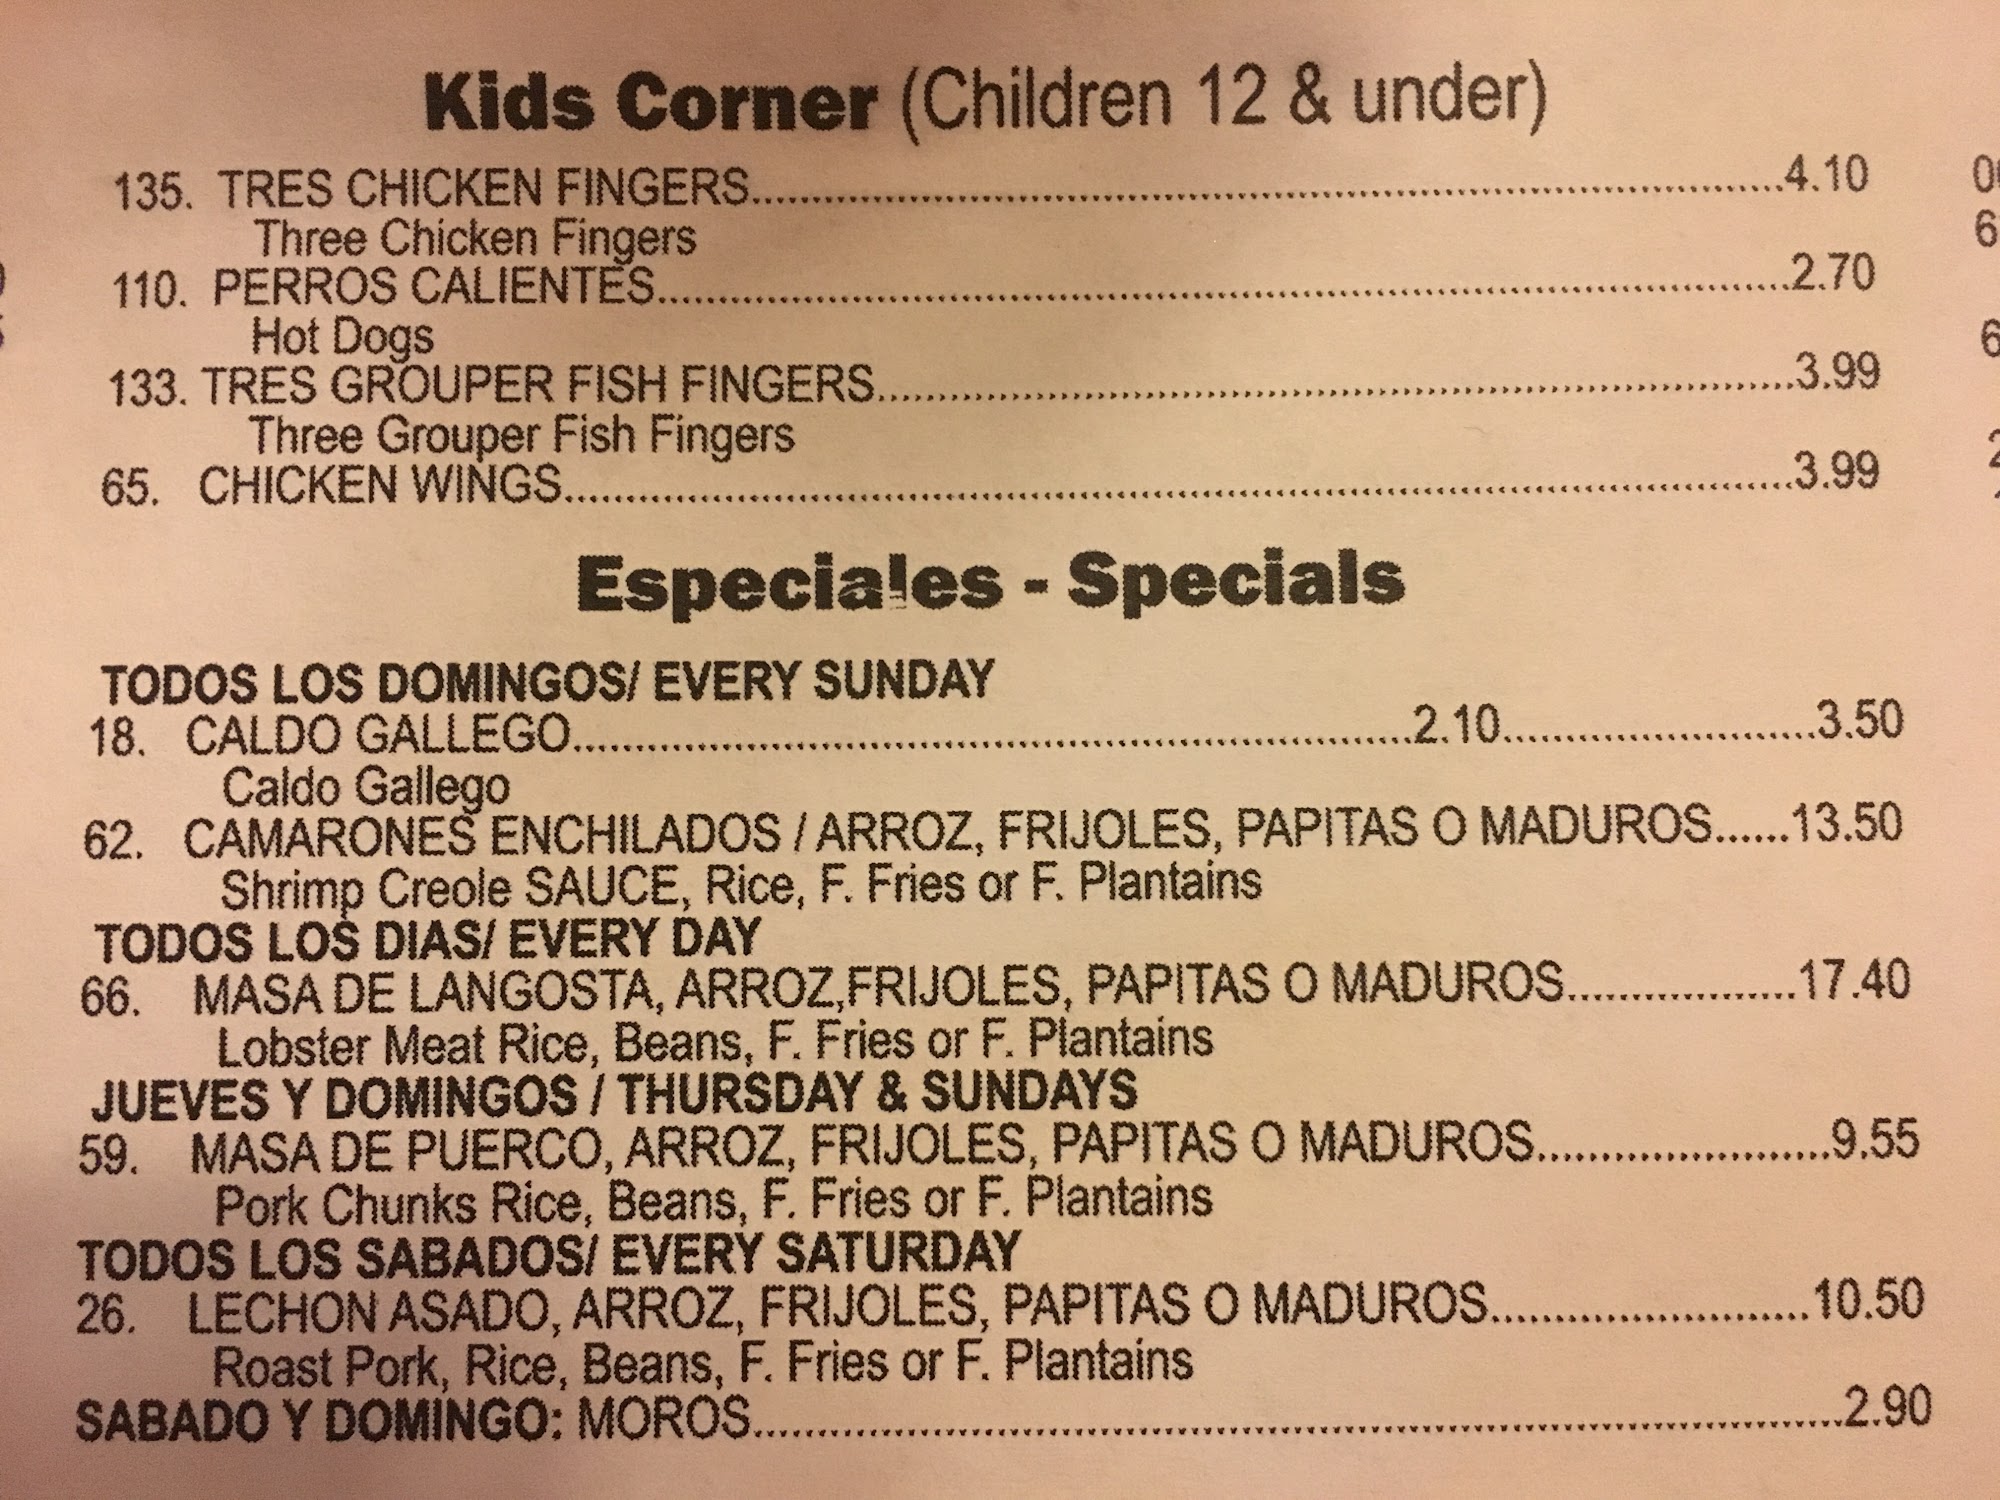 Kids Corner (Children 12 & under)
135. TRES CHICKEN FINGERS....4.10
Three Chicken Fingers
110. PERROS CALIENTES....2.70
Hot Dogs
133. TRES GROUPER FISH FINGERS....3.99
Three Grouper Fish Fingers
65. CHICKEN WINGS....3.99
Especiales - Specials
TODOS LOS DOMINGOS/ EVERY SUNDAY
18. CALDO GALLEGO....2.10....3.50
Caldo Gallego
62. CAMARONES ENCHILADOS / ARROZ, FRIJOLES, PAPITAS O MADUROS......13.50
Shrimp Creole SAUCE, Rice, F. Fries or F. Plantains
TODOS LOS DIAS/ EVERY DAY
66. MASA DE LANGOSTA, ARROZ,FRIJOLES, PAPITAS O MADUROS....17.40
Lobster Meat Rice, Beans, F. Fries or F. Plantains
JUEVES Y DOMINGOS / THURSDAY & SUNDAYS
59. MASA DE PUERCO, ARROZ, FRIJOLES, PAPITAS O MADUROS....9.55
Pork Chunks Rice, Beans, F. Fries or F. Plantains
TODOS LOS SABADOS/ EVERY SATURDAY
26. LECHON ASADO, ARROZ, FRIJOLES, PAPITAS O MADUROS....10.50
Roast Pork, Rice, Beans, F. Fries or F. Plantains
SABADO Y DOMINGO: MOROS....2.90